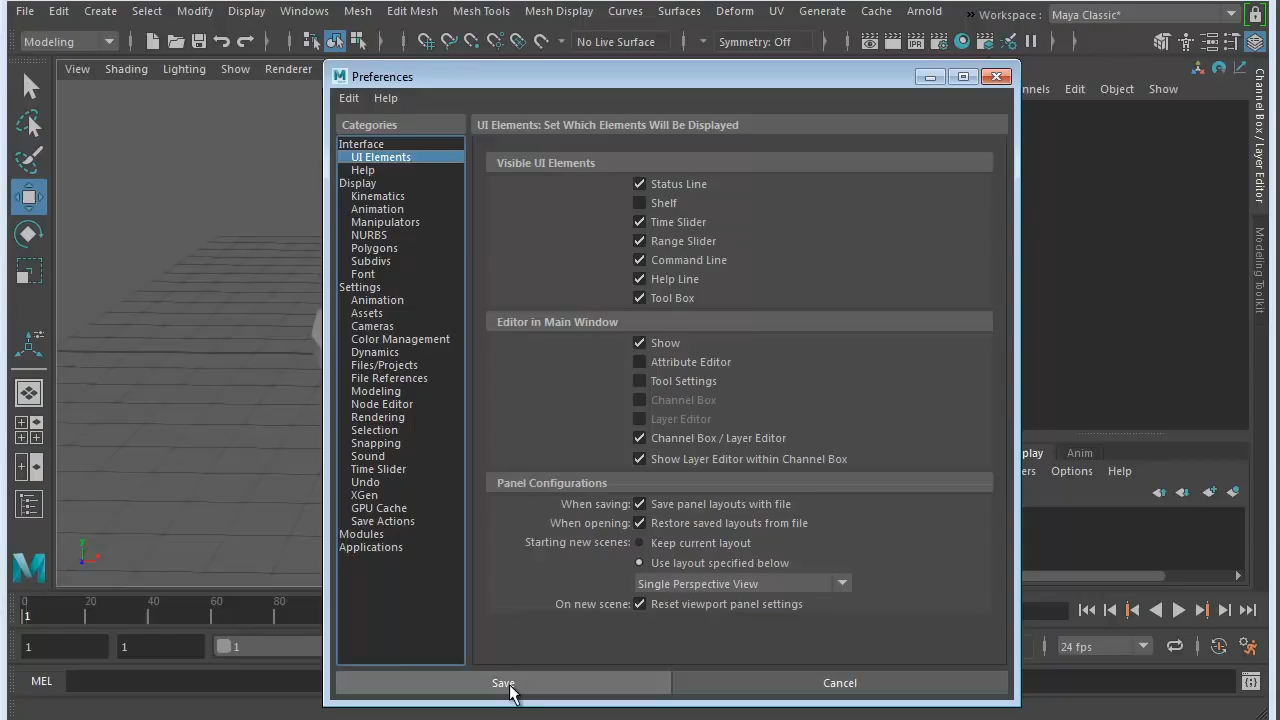 File Edit Create Select Modify Display Windows Mesh Edit Mesh Mesh Tools Mesh Display Curves Surfaces Deform UV Generate Cache Arnold » Workspace : Maya Classic*
Modeling No Live Surface Symmetry: Off IPR
View Shading Lighting Show Renderer
M Preferences
nnels Edit Object Show
Edit Help
Categories
UI Elements: Set Which Elements Will Be Displayed
Interface
UI Elements
Help
Display
Kinematics
Animation
Manipulators
NURBS
Polygons
Subdivs
Font
Settings
Animation
Assets
Cameras
Color Management
Dynamics
Files/Projects
File References
Modeling
Node Editor
Rendering
Selection
Snapping
Sound
Time Slider
Undo
XGen
GPU Cache
Save Actions
Modules
Applications
Visible UI Elements
Status Line
Shelf
Time Slider
Range Slider
Command Line
Help Line
Tool Box
Editor in Main Window
Show
Attribute Editor
Tool Settings
Channel Box
Layer Editor
Channel Box / Layer Editor
Show Layer Editor within Channel Box
Panel Configurations
When saving: Save panel layouts with file
When opening: Restore saved layouts from file
Starting new scenes: Keep current layout
Use layout specified below
Single Perspective View
On new scene: Reset viewport panel settings
Save Cancel
Channel Box / Layer Editor
Modeling Toolkit
play Anim
ers Options Help
y
x
z
M
0 20 40 60 80
1
1 1 1
24 fps
MEL